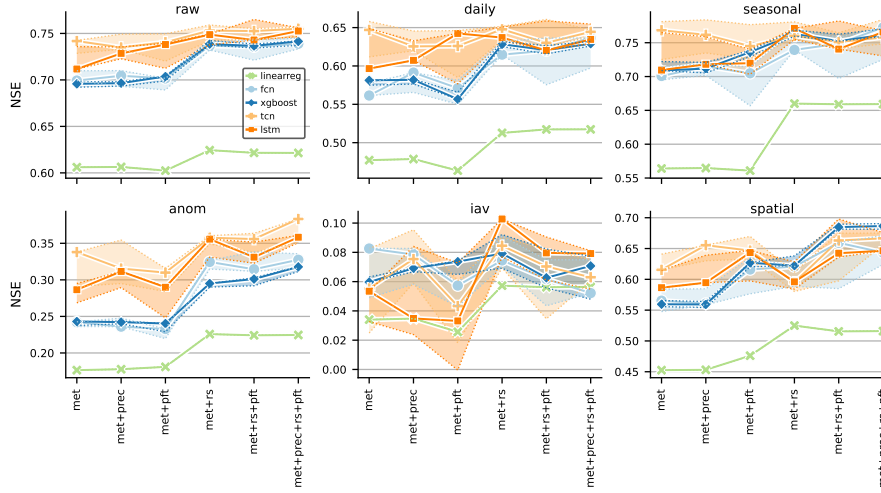 raw
daily
seasonal
NSE
0.75
0.70
0.65
0.60
linearreg
fcn
xgboost
tcn
lstm
0.65
0.60
0.55
0.50
0.75
0.70
0.65
0.60
0.55
anom
iav
spatial
NSE
0.35
0.30
0.25
0.20
0.10
0.08
0.06
0.04
0.02
0.00
0.70
0.65
0.60
0.55
0.50
0.45
met
met+prec
met+pft
met+rs
met+rs+pft
met+prec+rs+pft
met
met+prec
met+pft
met+rs
met+rs+pft
met+prec+rs+pft
met
met+prec
met+pft
met+rs
met+rs+pft